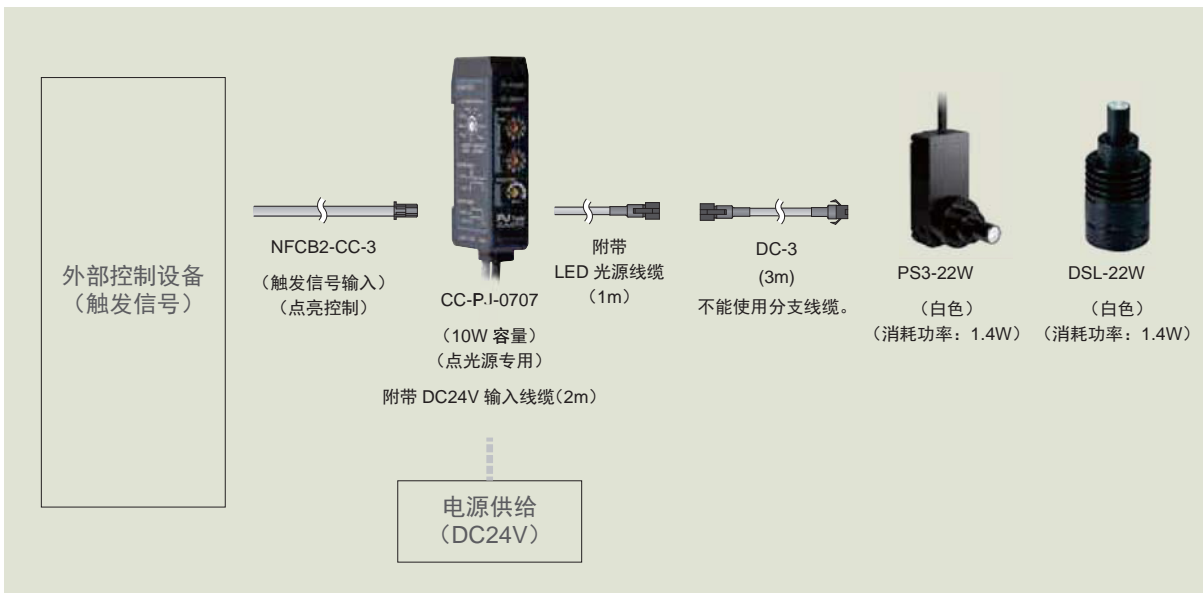 外部控制设备
（触发信号）
NFCB2-CC-3
（触发信号输入）
（点亮控制）
CC-PJ-0707
（10W 容量）
（点光源专用）
附带 DC24V 输入线缆（2m）
电源供给
（DC24V）
附带
LED 光源线缆
（1m）
DC-3
(3m)
不能使用分支线缆。
PS3-22W
（白色）
（消耗功率：1.4W）
DSL-22W
（白色）
（消耗功率：1.4W）